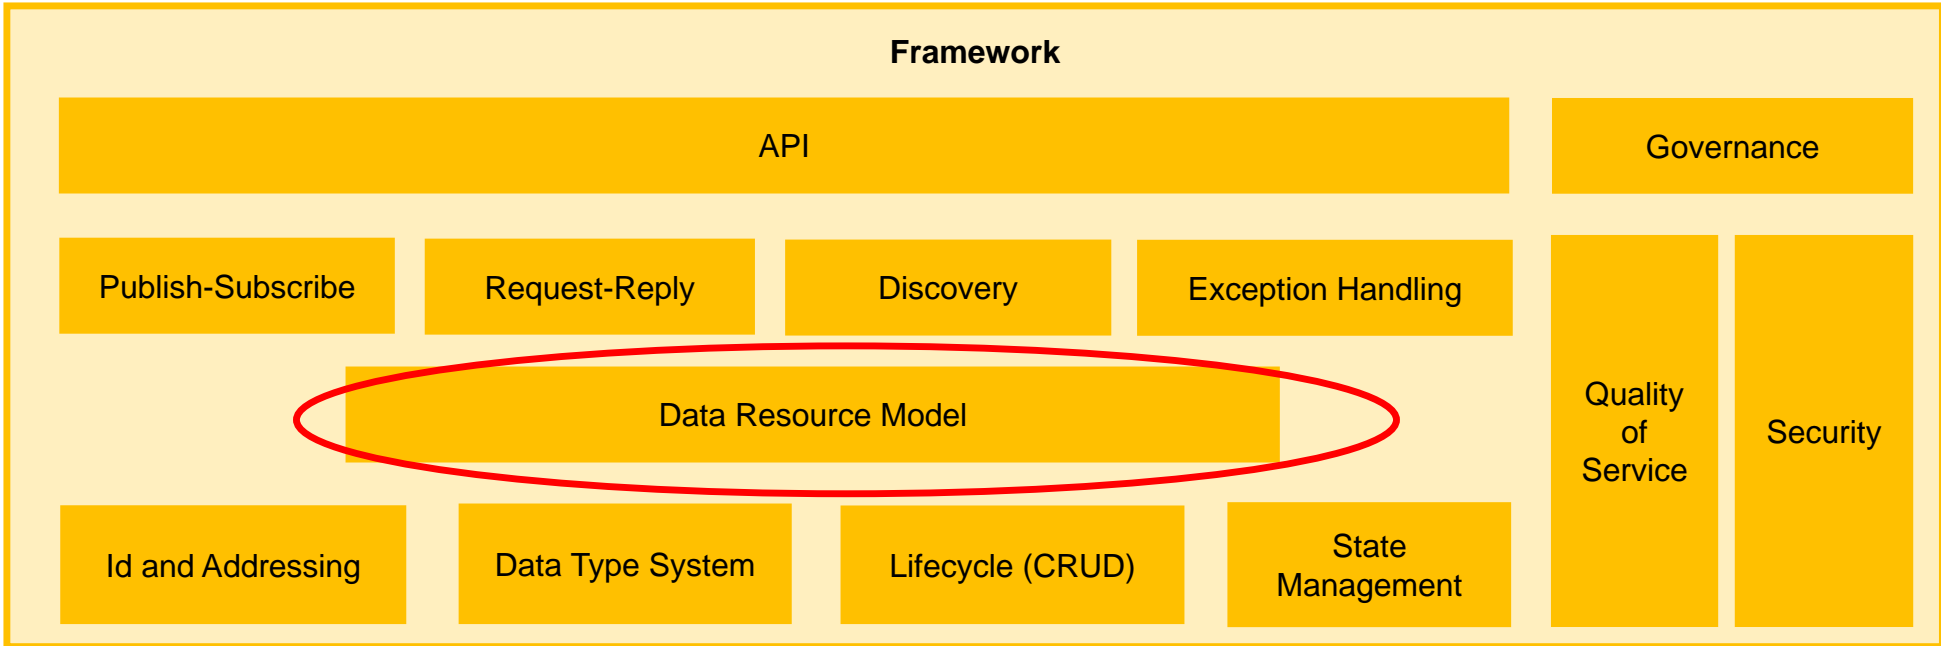 Framework
API
Governance
Publish-Subscribe
Request-Reply
Discovery
Exception Handling
Data Resource Model
Quality
of
Service
Security
Id and Addressing
Data Type System
Lifecycle (CRUD)
State
Management